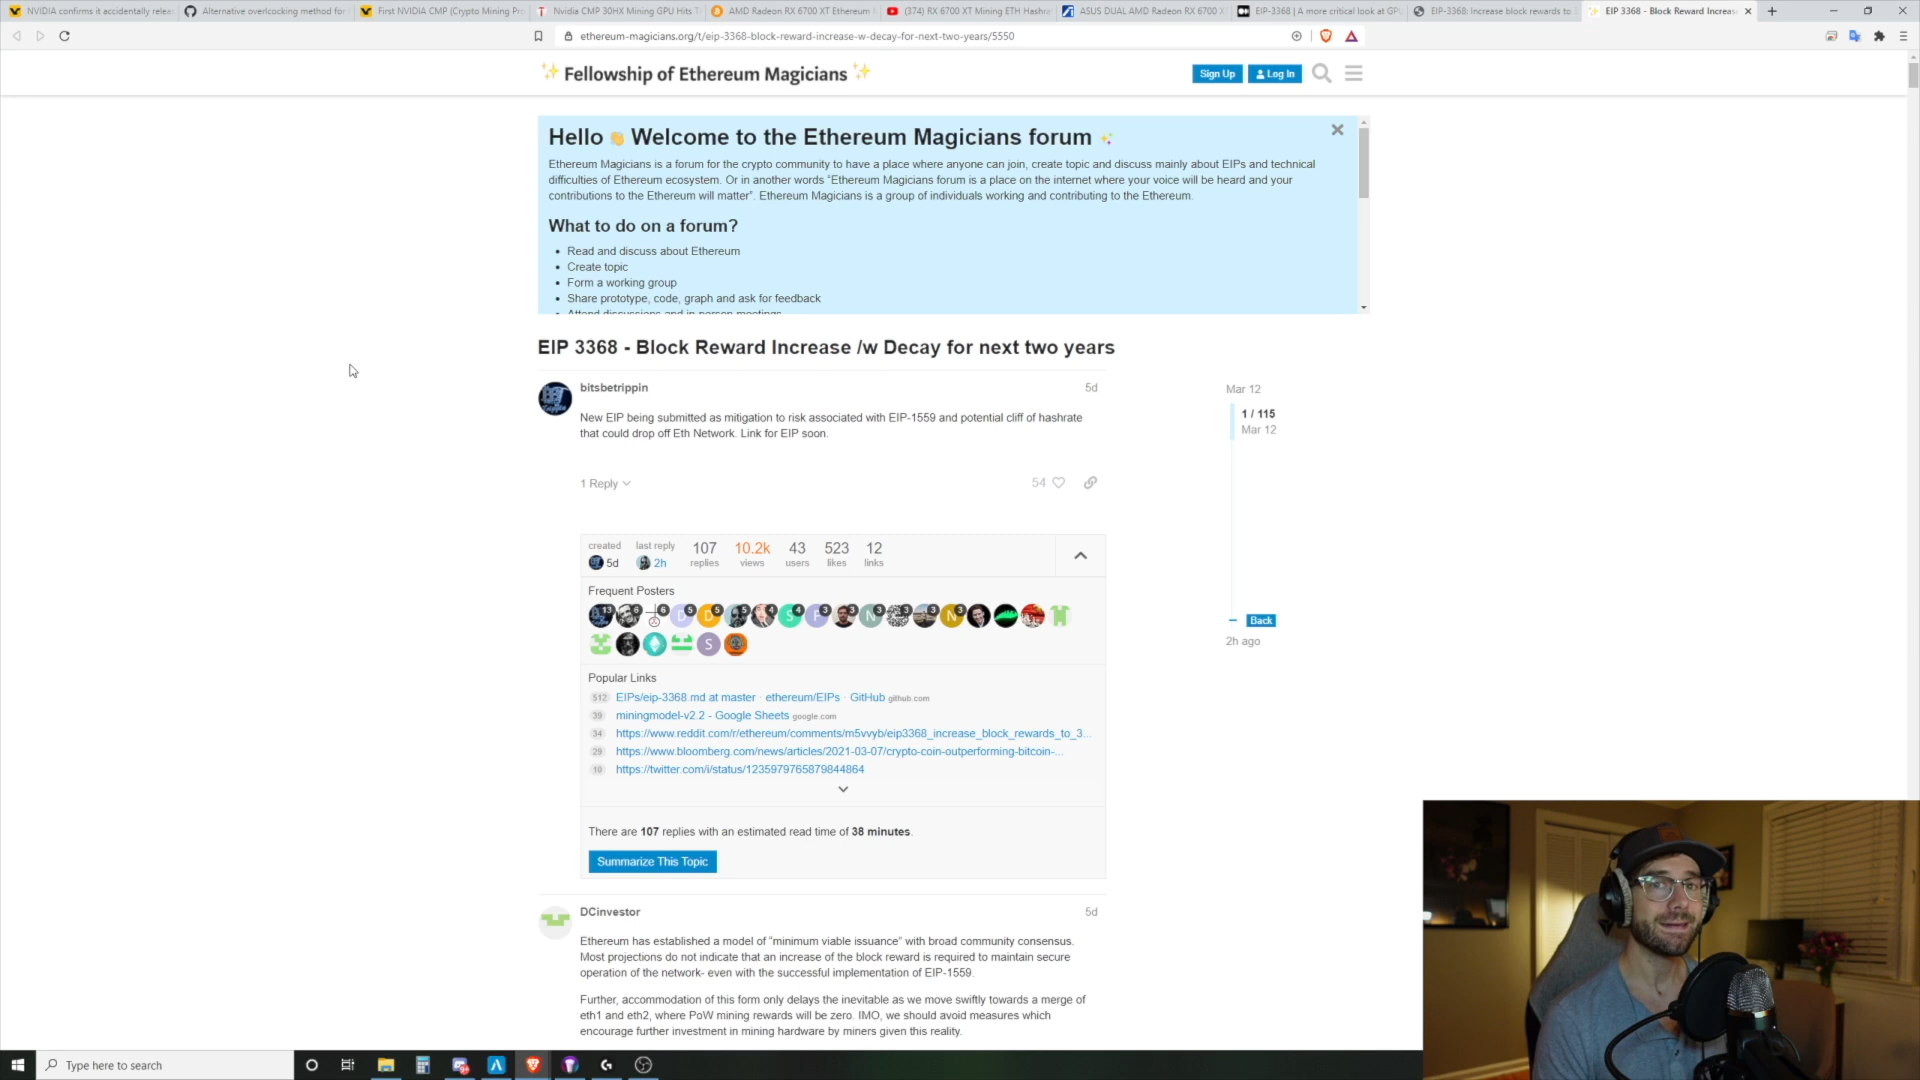 NVIDIA confirms it accidentally relea
Alternative overlcocking method for
First NVIDIA CMP (Crypto Mining Pro
Nvidia CMP 30HX Mining GPU Hits T
AMD Radeon RX 6700 XT Ethereum
(374) RX 6700 XT Mining ETH Hashra
ASUS DUAL AMD Radeon RX 6700 X
EIP-3368 | A more critical look at GPU
EIP-3368: Increase block rewards to
EIP 3368 - Block Reward Increas
ethereum-magicians.org/t/eip-3368-block-reward-increase-w-decay-for-next-two-years/5550
Fellowship of Ethereum Magicians
Sign Up
Log In
Hello 👏 Welcome to the Ethereum Magicians forum ✨
Ethereum Magicians is a forum for the crypto community to have a place where anyone can join, create topic and discuss mainly about EIPs and technical
difficulties of Ethereum ecosystem. Or in another words “Ethereum Magicians forum is a place on the internet where your voice will be heard and your
contributions to the Ethereum will matter”. Ethereum Magicians is a group of individuals working and contributing to the Ethereum.
What to do on a forum?
• Read and discuss about Ethereum
• Create topic
• Form a working group
• Share prototype, code, graph and ask for feedback
• Attend discussions and in person meetings
EIP 3368 - Block Reward Increase /w Decay for next two years
bitsbetrippin
5d
New EIP being submitted as mitigation to risk associated with EIP-1559 and potential cliff of hashrate
that could drop off Eth Network. Link for EIP soon.
1 Reply
54
Mar 12
1 / 115
Mar 12
Back
2h ago
created
last reply
107
10.2k
43
523
12
5d
2h
replies
views
users
likes
links
Frequent Posters
13 6 6 5 5 5 4 4 3 3 3 3 3 3
D D S F N N
S
Popular Links
512 EIPs/eip-3368.md at master · ethereum/EIPs · GitHub github.com
39 miningmodel-v2.2 - Google Sheets google.com
34 https://www.reddit.com/r/ethereum/comments/m5vvyb/eip3368_increase_block_rewards_to_3...
29 https://www.bloomberg.com/news/articles/2021-03-07/crypto-coin-outperforming-bitcoin-...
10 https://twitter.com/i/status/1235979765879844864
There are 107 replies with an estimated read time of 38 minutes.
Summarize This Topic
DCinvestor
5d
Ethereum has established a model of “minimum viable issuance” with broad community consensus.
Most projections do not indicate that an increase of the block reward is required to maintain secure
operation of the network- even with the successful implementation of EIP-1559.
Further, accommodation of this form only delays the inevitable as we move swiftly towards a merge of
eth1 and eth2, where PoW mining rewards will be zero. IMO, we should avoid measures which
encourage further investment in mining hardware by miners given this reality.
Type here to search